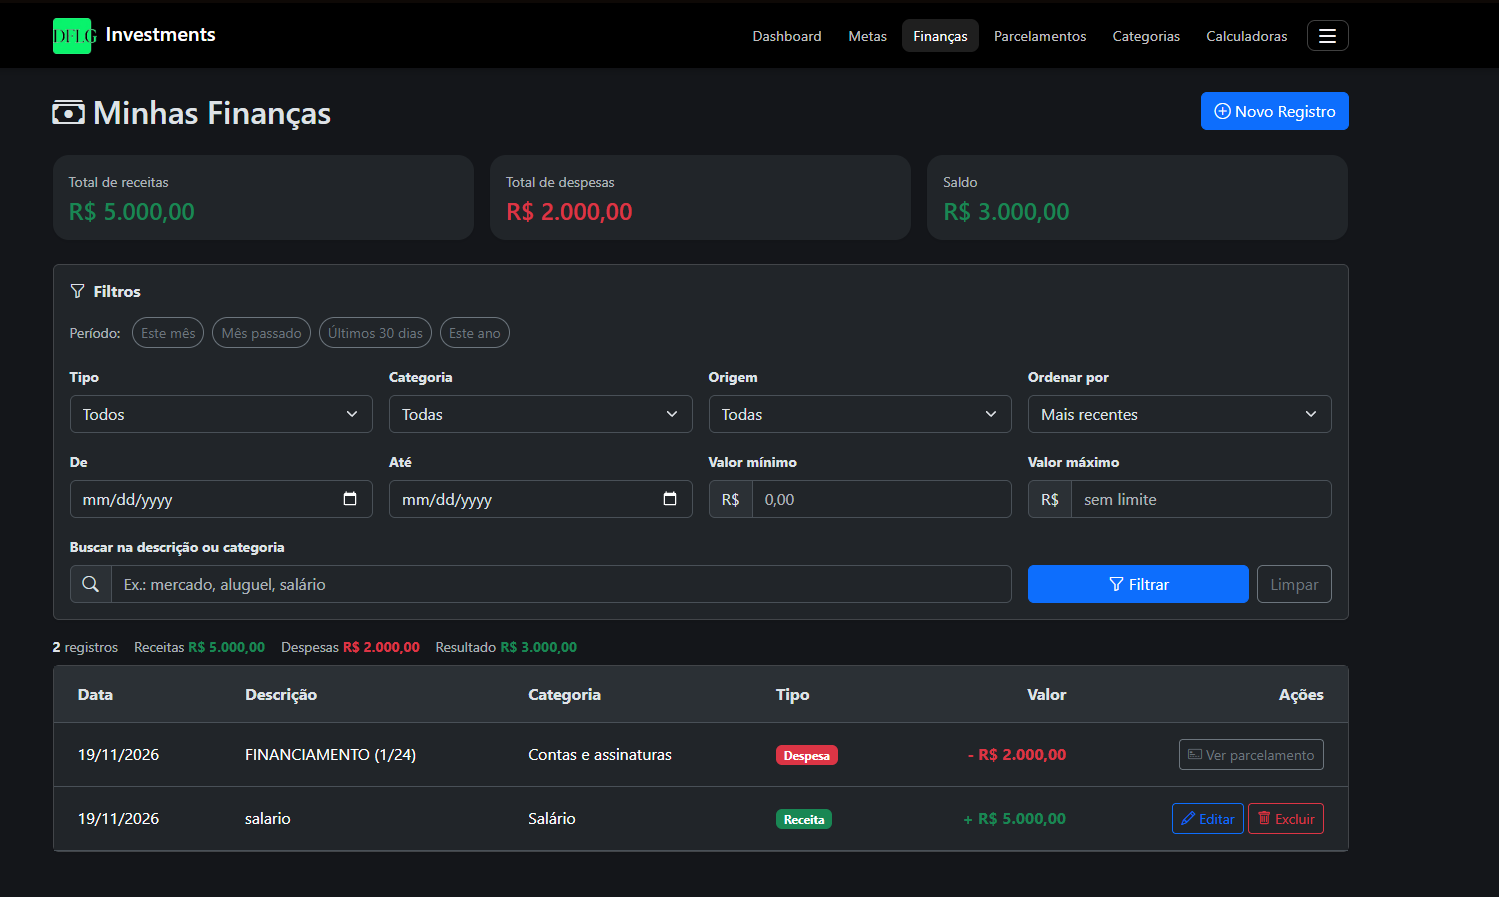 DFLG Investments
Dashboard Metas Finanças Parcelamentos Categorias Calculadoras
Minhas Finanças
Novo Registro
Total de receitas
R$ 5.000,00
Total de despesas
R$ 2.000,00
Saldo
R$ 3.000,00
Filtros
Período: Este mês Mês passado Últimos 30 dias Este ano
Tipo Categoria Origem Ordenar por
Todos Todas Todas Mais recentes
De Até Valor mínimo Valor máximo
mm/dd/yyyy mm/dd/yyyy R$ 0,00 R$ sem limite
Buscar na descrição ou categoria
Ex.: mercado, aluguel, salário Filtrar Limpar
2 registros Receitas R$ 5.000,00 Despesas R$ 2.000,00 Resultado R$ 3.000,00
Data Descrição Categoria Tipo Valor Ações
19/11/2026 FINANCIAMENTO (1/24) Contas e assinaturas Despesa - R$ 2.000,00 Ver parcelamento
19/11/2026 salario Salário Receita + R$ 5.000,00 Editar Excluir